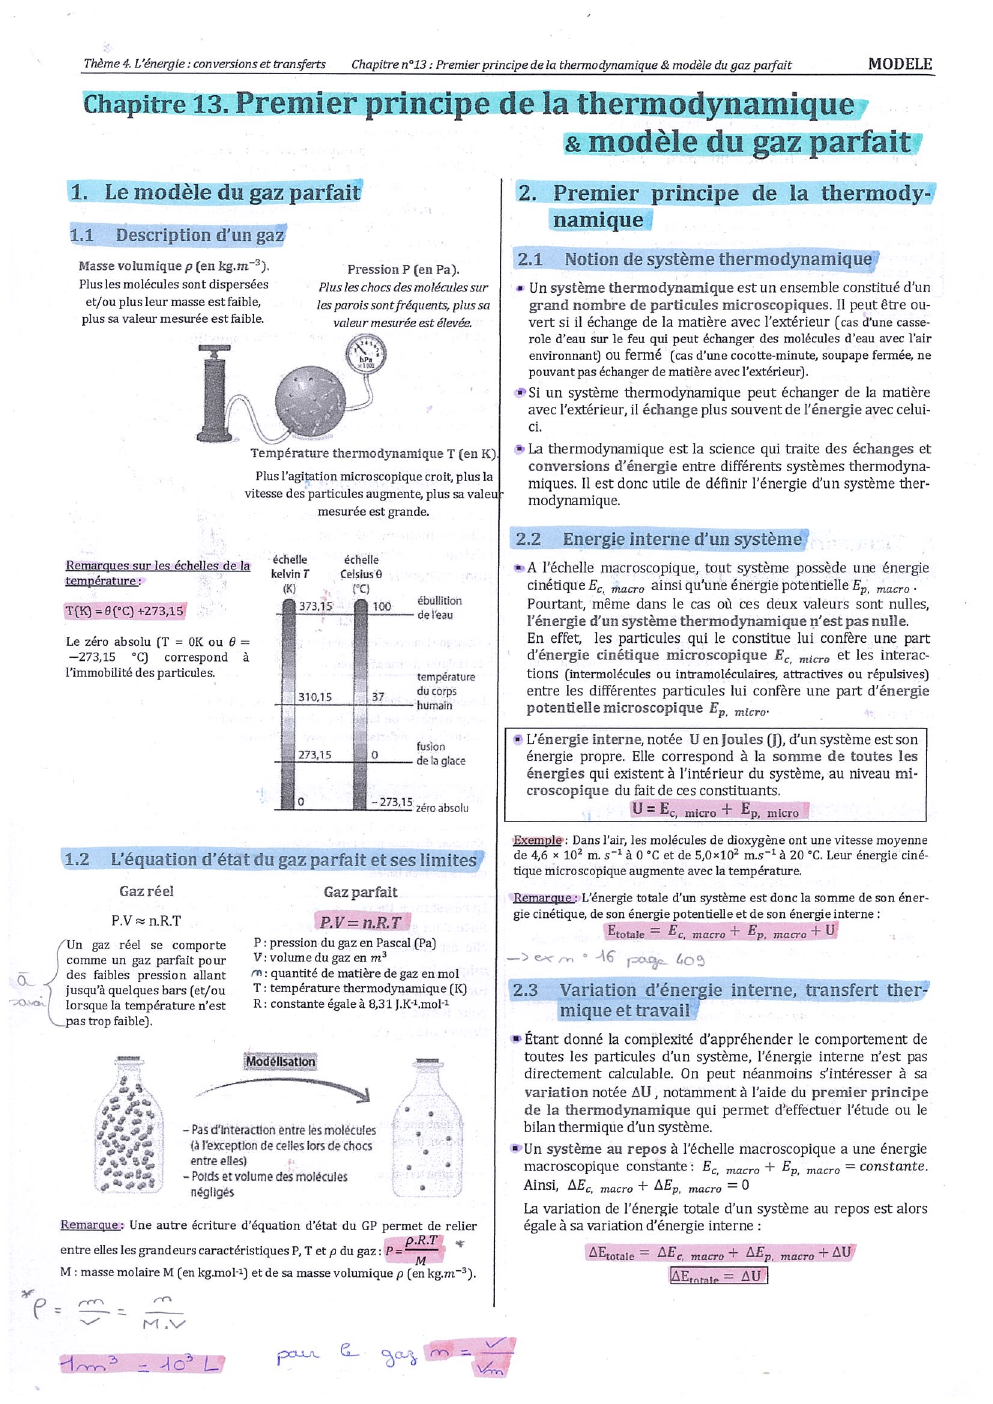 Thème 4. L'énergie : conversions et transferts Chapitre n°13 : Premier principe de la thermodynamique & modèle du gaz parfait MODELE
Chapitre 13. Premier principe de la thermodynamique
& modèle du gaz parfait
1. Le modèle du gaz parfait
1.1 Description d'un gaz
Masse volumique ρ (en kg.m⁻³).
Plus les molécules sont dispersées
et/ou plus leur masse est faible,
plus sa valeur mesurée est faible.
Pression P (en Pa).
Plus les chocs des molécules sur
les parois sont fréquents, plus sa
valeur mesurée est élevée.
hPa
Température thermodynamique T (en K).
Plus l'agitation microscopique croit, plus la
vitesse des particules augmente, plus sa valeur
mesurée est grande.
Remarques sur les échelles de la
température :
T(K) = θ(°C) +273,15
Le zéro absolu (T = 0K ou θ =
−273,15 °C) correspond à
l'immobilité des particules.
échelle
kelvin T
(K)
échelle
Celsius θ
(°C)
373,15
100
ébullition
de l'eau
310,15
37
température
du corps
humain
273,15
0
fusion
de la glace
0
– 273,15
zéro absolu
1.2 L'équation d'état du gaz parfait et ses limites
Gaz réel
P.V ≈ n.R.T
Un gaz réel se comporte
comme un gaz parfait pour
des faibles pression allant
jusqu'à quelques bars (et/ou
lorsque la température n'est
pas trop faible).
à
savoir
Gaz parfait
P.V = n.R.T
P : pression du gaz en Pascal (Pa)
V : volume du gaz en m³
n : quantité de matière de gaz en mol
T : température thermodynamique (K)
R : constante égale à 8,31 J.K⁻¹.mol⁻¹
Modélisation
– Pas d'interaction entre les molécules
(à l'exception de celles lors de chocs
entre elles)
– Poids et volume des molécules
négligés
Remarque : Une autre écriture d'équation d'état du GP permet de relier
entre elles les grandeurs caractéristiques P, T et ρ du gaz : P = ρ.R.T / M *
M : masse molaire M (en kg.mol⁻¹) et de sa masse volumique ρ (en kg.m⁻³).
* ρ = m/V = n/M.V
1m³ = 10³ L
pour le gaz n = V/Vm
2. Premier principe de la thermody-
namique
2.1 Notion de système thermodynamique
▪ Un système thermodynamique est un ensemble constitué d'un
grand nombre de particules microscopiques. Il peut être ou-
vert si il échange de la matière avec l'extérieur (cas d'une casse-
role d'eau sur le feu qui peut échanger des molécules d'eau avec l'air
environnant) ou fermé (cas d'une cocotte-minute, soupape fermée, ne
pouvant pas échanger de matière avec l'extérieur).
▪ Si un système thermodynamique peut échanger de la matière
avec l'extérieur, il échange plus souvent de l'énergie avec celui-
ci.
▪ La thermodynamique est la science qui traite des échanges et
conversions d'énergie entre différents systèmes thermodyna-
miques. Il est donc utile de définir l'énergie d'un système ther-
modynamique.
2.2 Energie interne d'un système
▪ A l'échelle macroscopique, tout système possède une énergie
cinétique Ec, macro ainsi qu'une énergie potentielle Ep, macro .
Pourtant, même dans le cas où ces deux valeurs sont nulles,
l'énergie d'un système thermodynamique n'est pas nulle.
En effet, les particules qui le constitue lui confère une part
d'énergie cinétique microscopique Ec, micro et les interac-
tions (intermolécules ou intramoléculaires, attractives ou répulsives)
entre les différentes particules lui confère une part d'énergie
potentielle microscopique Ep, micro.
▪ L'énergie interne, notée U en Joules (J), d'un système est son
énergie propre. Elle correspond à la somme de toutes les
énergies qui existent à l'intérieur du système, au niveau mi-
croscopique du fait de ces constituants.
U = Ec, micro + Ep, micro
Exemple : Dans l'air, les molécules de dioxygène ont une vitesse moyenne
de 4,6 × 10² m. s⁻¹ à 0 °C et de 5,0×10² m.s⁻¹ à 20 °C. Leur énergie ciné-
tique microscopique augmente avec la température.
Remarque : L'énergie totale d'un système est donc la somme de son éner-
gie cinétique, de son énergie potentielle et de son énergie interne :
Etotale = Ec, macro + Ep, macro + U
-> ex n° 16 page 409
2.3 Variation d'énergie interne, transfert ther-
mique et travail
▪ Étant donné la complexité d'appréhender le comportement de
toutes les particules d'un système, l'énergie interne n'est pas
directement calculable. On peut néanmoins s'intéresser à sa
variation notée ΔU , notamment à l'aide du premier principe
de la thermodynamique qui permet d'effectuer l'étude ou le
bilan thermique d'un système.
▪ Un système au repos à l'échelle macroscopique a une énergie
macroscopique constante : Ec, macro + Ep, macro = constante.
Ainsi, ΔEc, macro + ΔEp, macro = 0
La variation de l'énergie totale d'un système au repos est alors
égale à sa variation d'énergie interne :
ΔEtotale = ΔEc, macro + ΔEp, macro + ΔU
ΔEtotale = ΔU